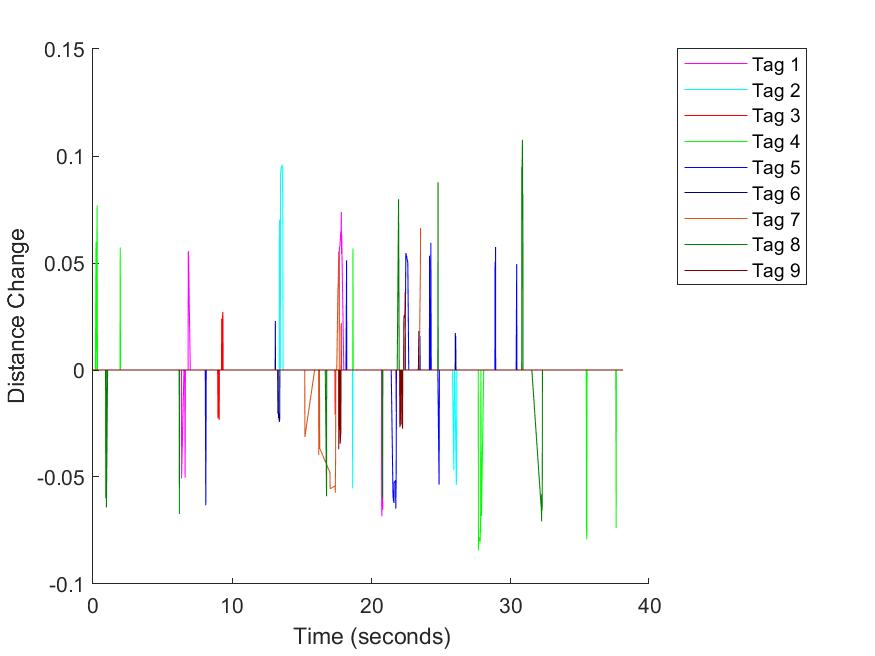 0.15
0.1
0.05
0
-0.05
-0.1
Distance Change
0 10 20 30 40
Time (seconds)
Tag 1
Tag 2
Tag 3
Tag 4
Tag 5
Tag 6
Tag 7
Tag 8
Tag 9